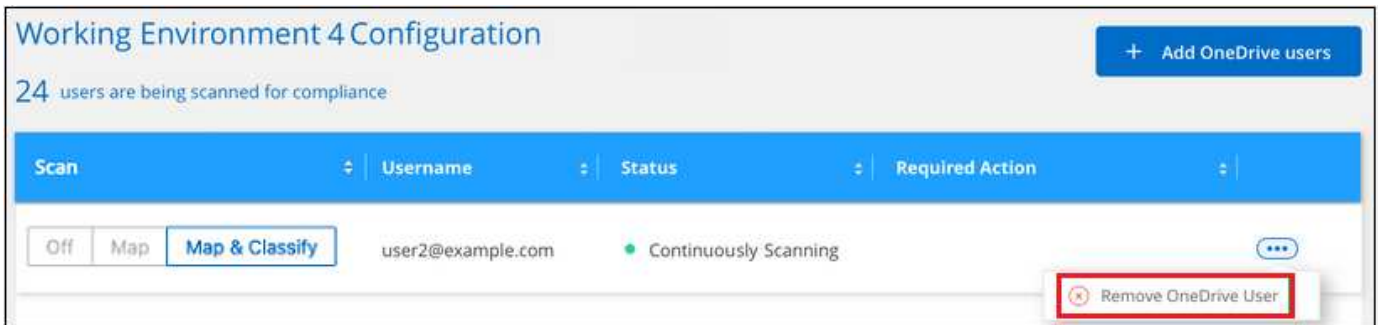 Working Environment 4 Configuration
+ Add OneDrive users
24 users are being scanned for compliance
Scan Username Status Required Action
Off Map Map & Classify user2@example.com Continuously Scanning
Remove OneDrive User